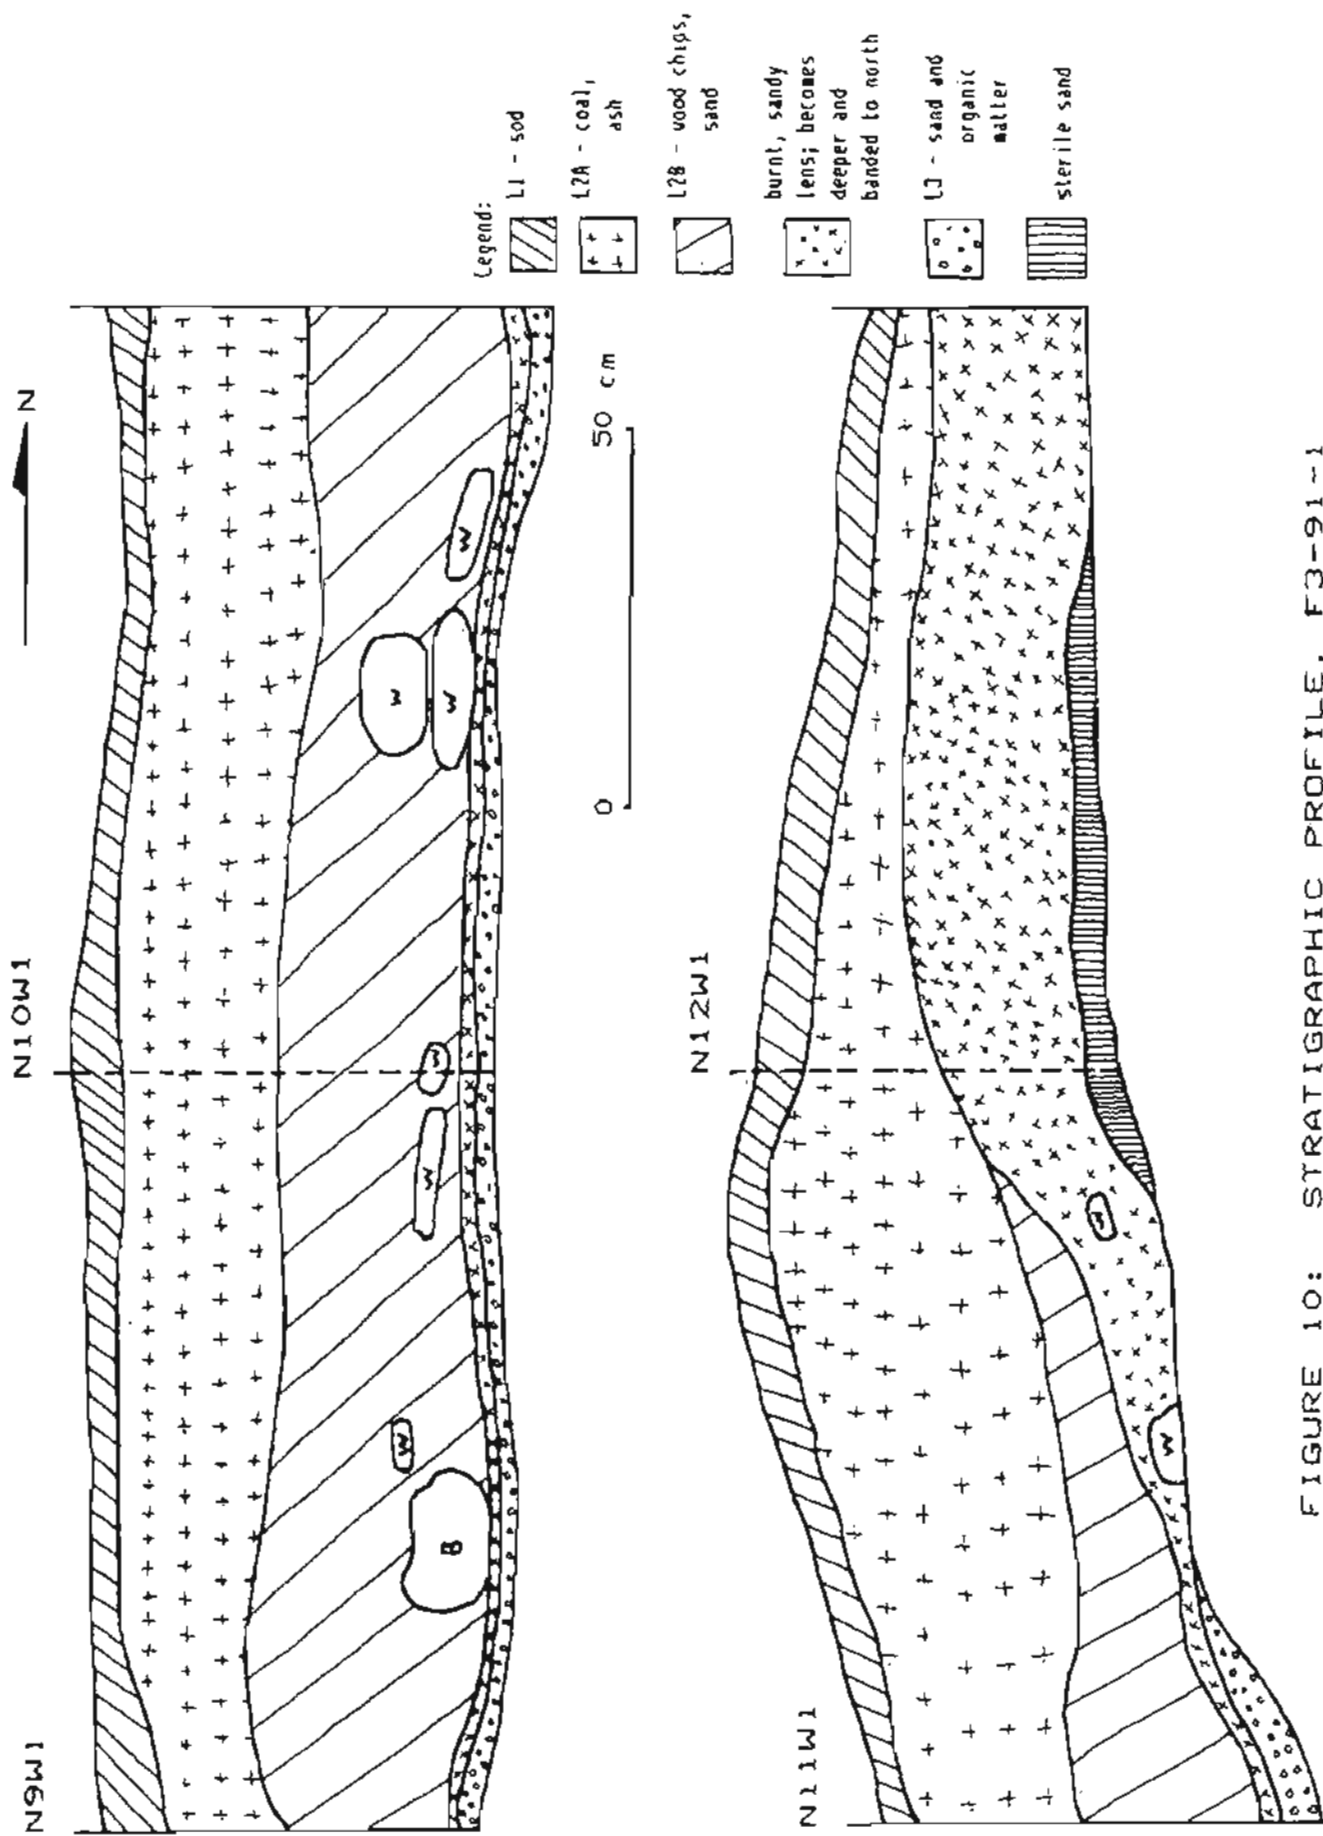 N
N9W1
N10W1
W
W
W
W
W
W
B
0
50 cm
N11W1
N12W1
W
W
Legend:
L1 - sod
L2A - coal,
ash
L2B - wood chips,
sand
burnt, sandy
lens; becomes
deeper and
banded to north
L3 - sand and
organic
matter
sterile sand
FIGURE 10: STRATIGRAPHIC PROFILE, F3-91-1